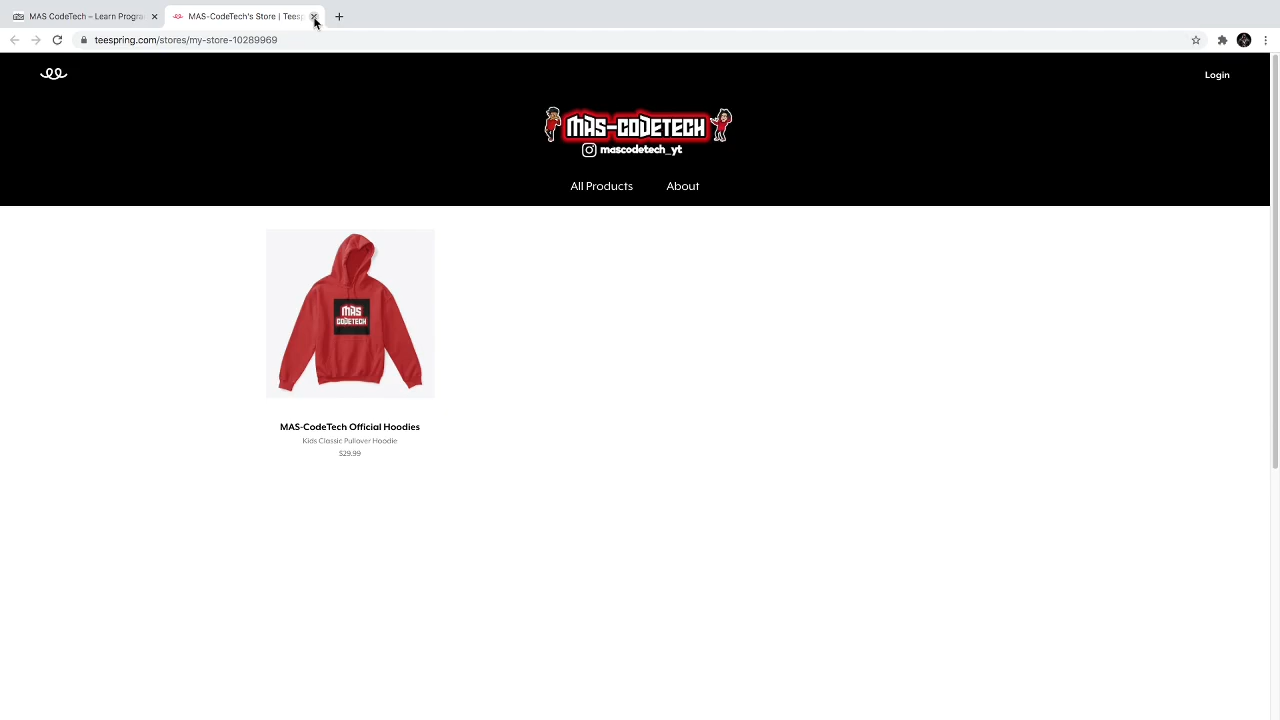 MAS CodeTech – Learn Progra
MAS-CodeTech's Store | Teesp
teespring.com/stores/my-store-10289969
Login
MAS-CODETECH
mascodetech_yt
All Products
About
MAS
CODETECH
MAS-CodeTech Official Hoodies
Kids Classic Pullover Hoodie
$29.99